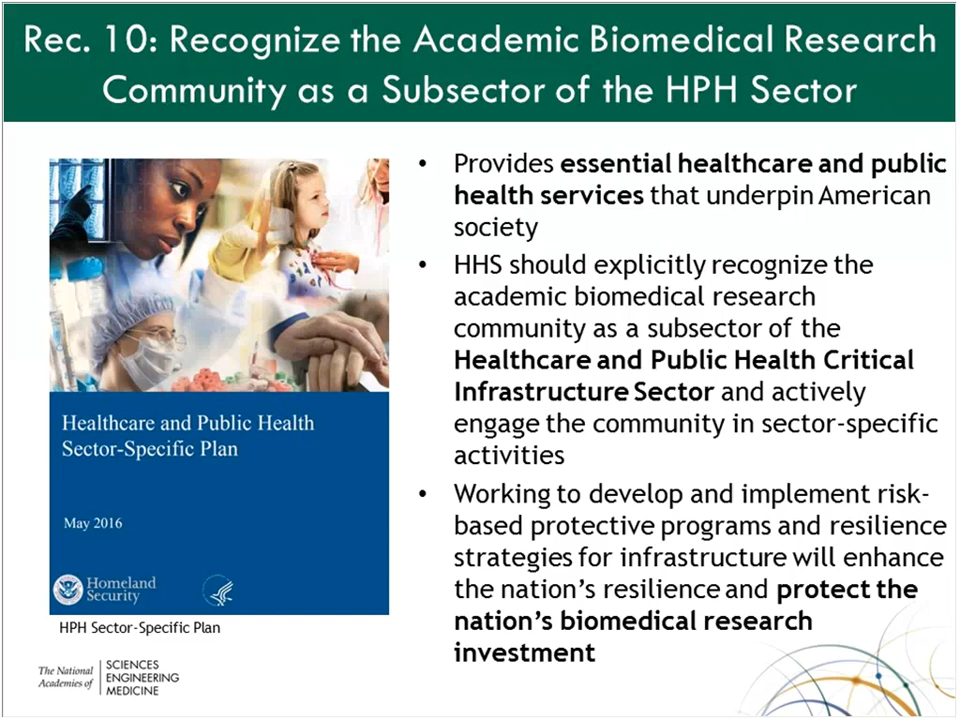 Rec. 10: Recognize the Academic Biomedical Research
Community as a Subsector of the HPH Sector
Healthcare and Public Health
Sector-Specific Plan
May 2016
Homeland
Security
HPH Sector-Specific Plan
The National
Academies of
SCIENCES
ENGINEERING
MEDICINE
• Provides essential healthcare and public
health services that underpin American
society
• HHS should explicitly recognize the
academic biomedical research
community as a subsector of the
Healthcare and Public Health Critical
Infrastructure Sector and actively
engage the community in sector-specific
activities
• Working to develop and implement risk-
based protective programs and resilience
strategies for infrastructure will enhance
the nation's resilience and protect the
nation's biomedical research
investment